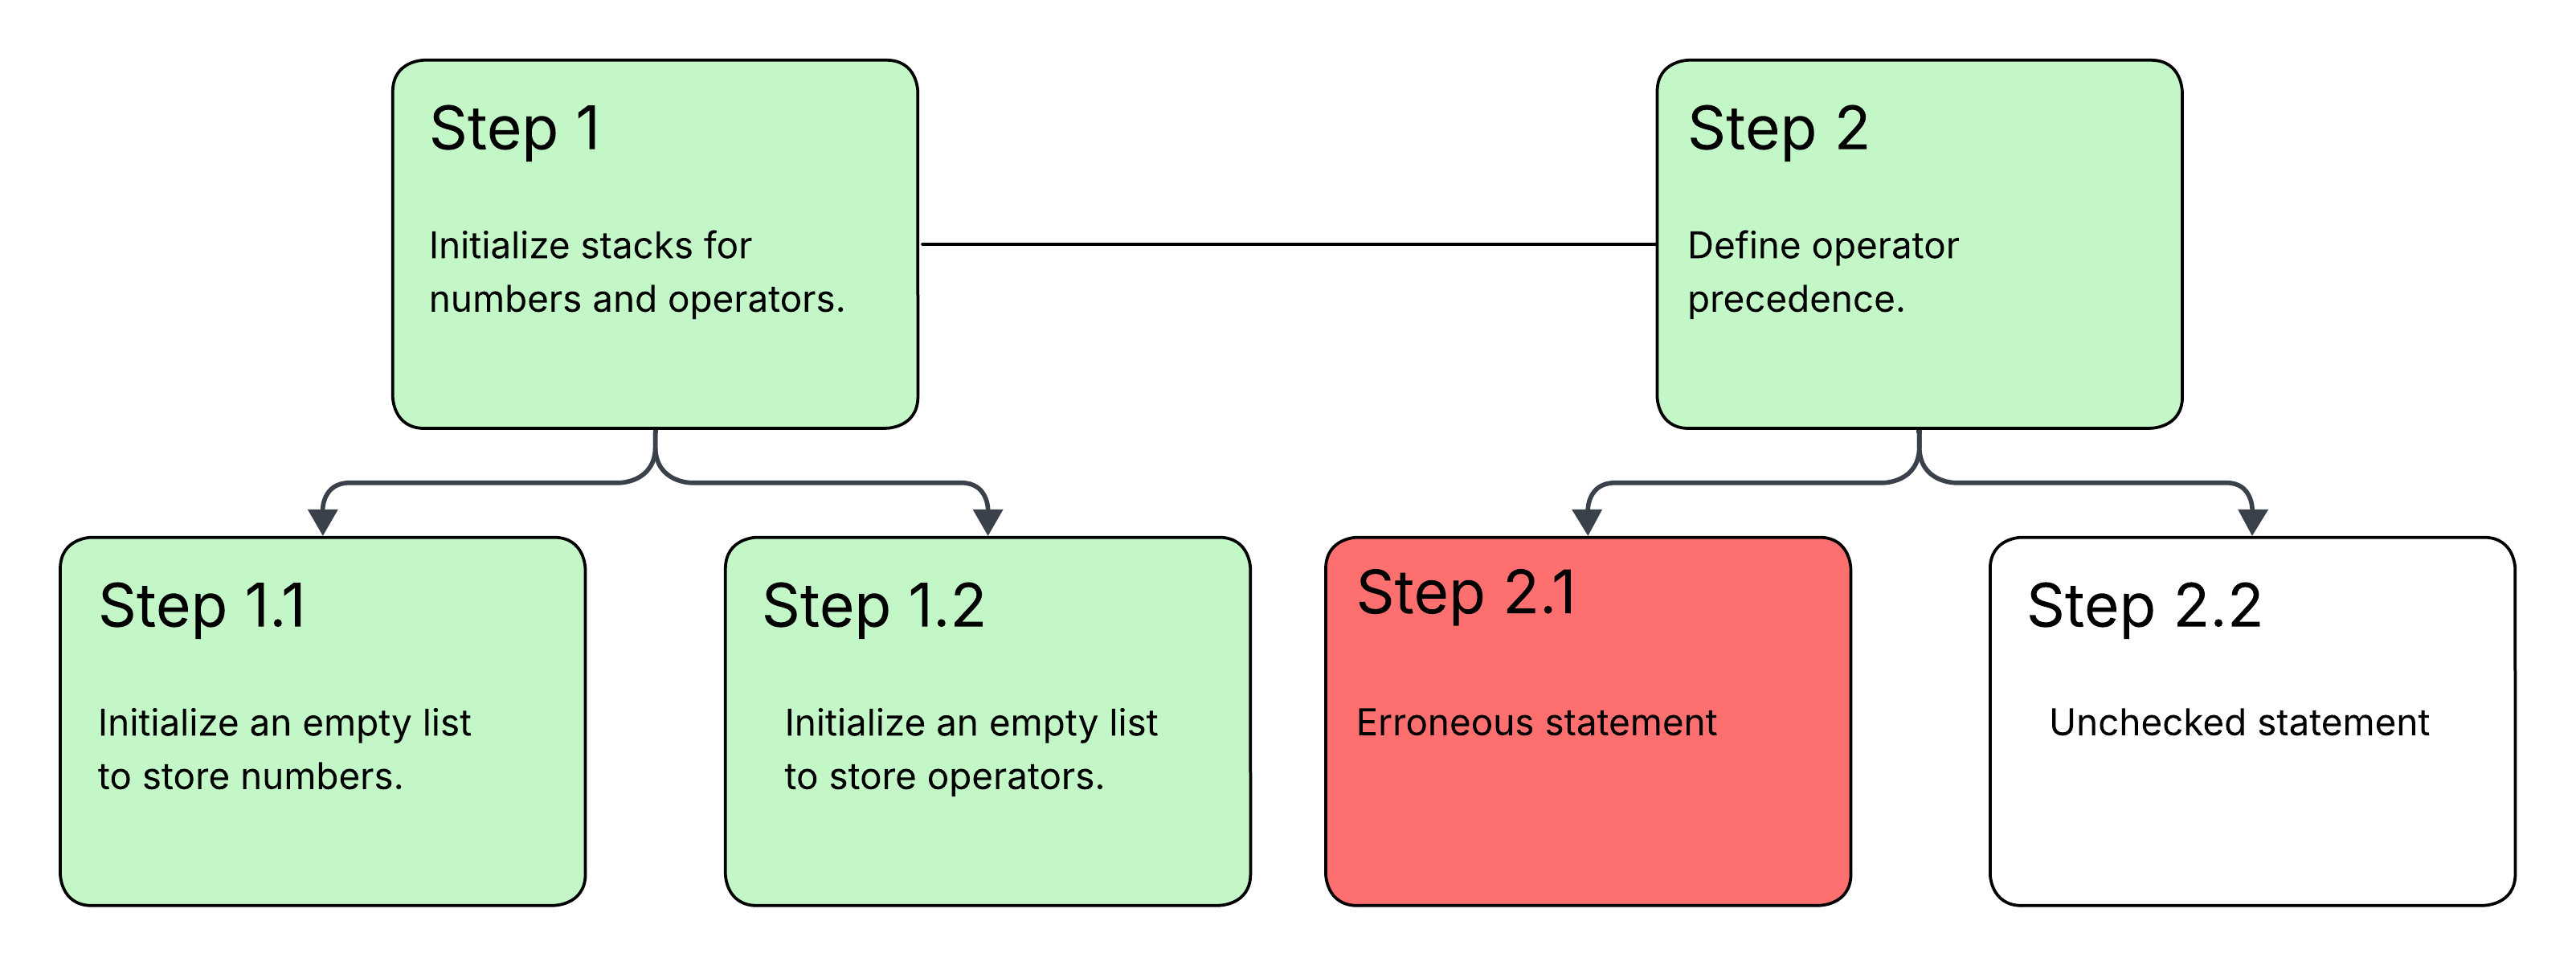 Step 1
Initialize stacks for
numbers and operators.
Step 2
Define operator
precedence.
Step 1.1
Initialize an empty list
to store numbers.
Step 1.2
Initialize an empty list
to store operators.
Step 2.1
Erroneous statement
Step 2.2
Unchecked statement